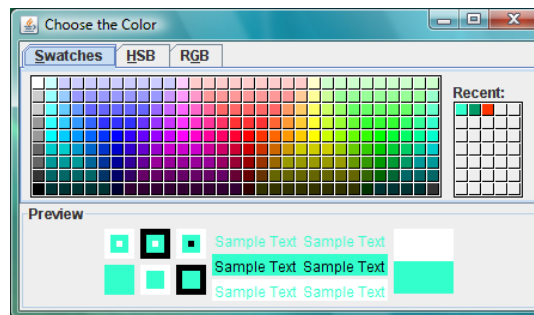 Choose the Color
Swatches HSB RGB
Recent:
Preview
Sample Text Sample Text
Sample Text Sample Text
Sample Text Sample Text